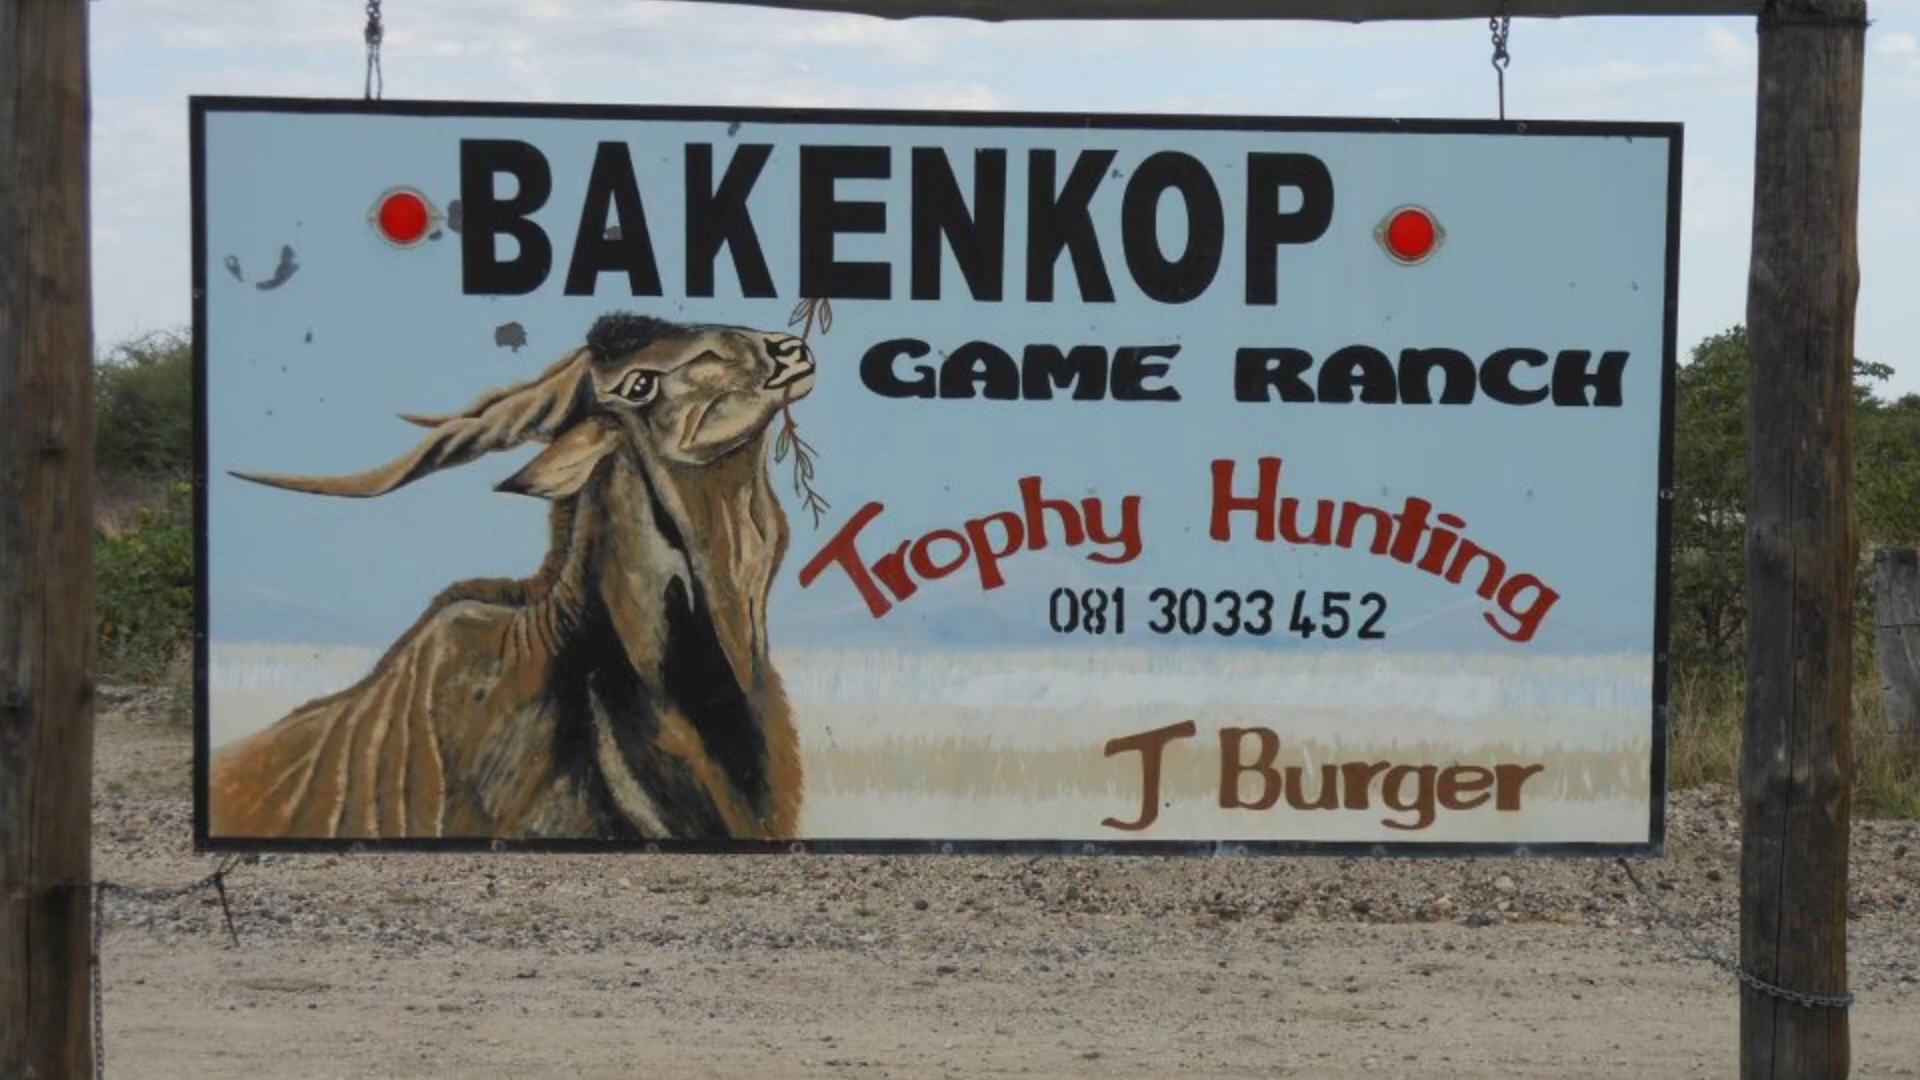 BAKENKOP
GAME RANCH
Trophy Hunting
081 3033 452
J Burger